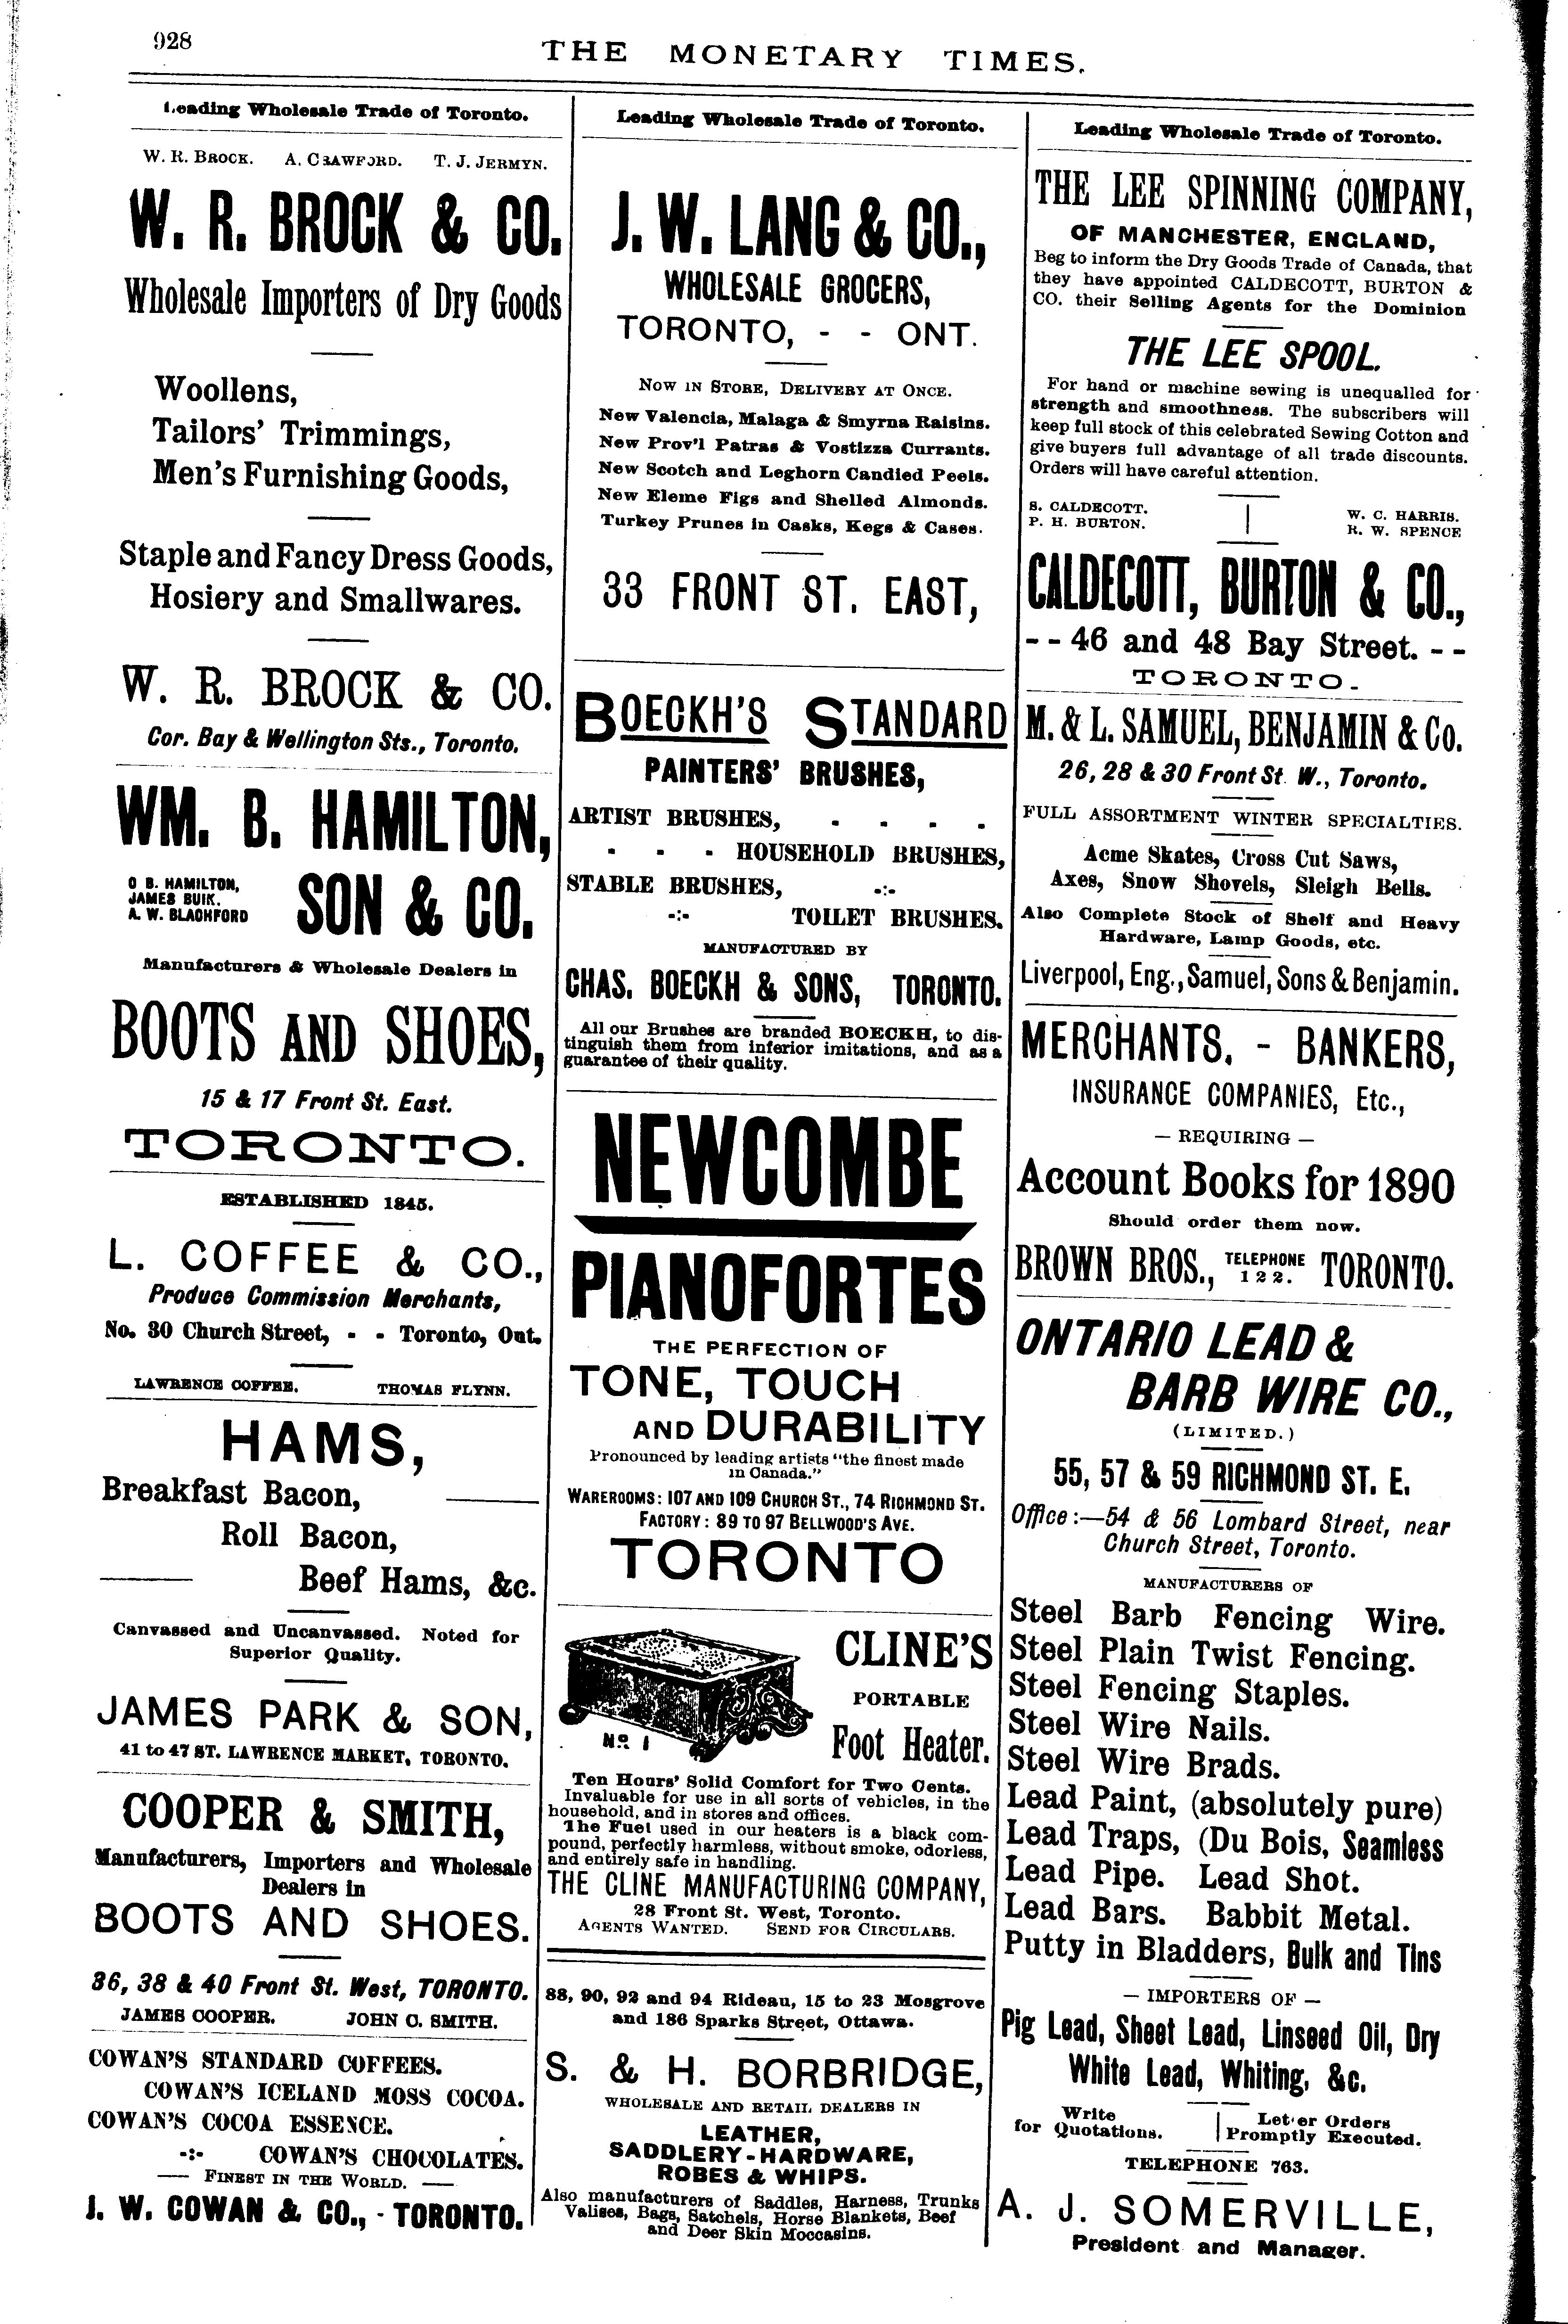 928
THE MONETARY TIMES.
Leading Wholesale Trade of Toronto.
W. R. BROCK. A. CRAWFORD. T. J. JERMYN.
W. R. BROCK & CO.
Wholesale Importers of Dry Goods
Woollens,
Tailors' Trimmings,
Men's Furnishing Goods,
Staple and Fancy Dress Goods,
Hosiery and Smallwares.
W. R. BROCK & CO.
Cor. Bay & Wellington Sts., Toronto.
WM. B. HAMILTON,
O B. HAMILTON,
JAMES BUIK.
A. W. BLACHFORD
SON & CO.
Manufacturers & Wholesale Dealers in
BOOTS AND SHOES,
15 & 17 Front St. East.
TORONTO.
ESTABLISHED 1845.
L. COFFEE & CO.,
Produce Commission Merchants,
No. 30 Church Street, - - Toronto, Ont.
LAWRENCE COFFEE. THOMAS FLYNN.
HAMS,
Breakfast Bacon,
Roll Bacon,
Beef Hams, &c.
Canvassed and Uncanvassed. Noted for
Superior Quality.
JAMES PARK & SON,
41 to 47 ST. LAWRENCE MARKET, TORONTO.
COOPER & SMITH,
Manufacturers, Importers and Wholesale
Dealers in
BOOTS AND SHOES.
36, 38 & 40 Front St. West, TORONTO.
JAMES COOPER. JOHN C. SMITH.
COWAN'S STANDARD COFFEES.
COWAN'S ICELAND MOSS COCOA.
COWAN'S COCOA ESSENCE.
-:- COWAN'S CHOCOLATES.
— FINEST IN THE WORLD. —
J. W. COWAN & CO., - TORONTO.
Leading Wholesale Trade of Toronto.
J. W. LANG & CO.,
WHOLESALE GROCERS,
TORONTO, - - ONT.
NOW IN STORE, DELIVERY AT ONCE.
New Valencia, Malaga & Smyrna Raisins.
New Prov'l Patras & Vostizza Currants.
New Scotch and Leghorn Candied Peels.
New Eleme Figs and Shelled Almonds.
Turkey Prunes in Casks, Kegs & Cases.
33 FRONT ST. EAST,
BOECKH'S STANDARD
PAINTERS' BRUSHES,
ARTIST BRUSHES, - - - -
- - - HOUSEHOLD BRUSHES,
STABLE BRUSHES, -:-
-:- TOILET BRUSHES.
MANUFACTURED BY
CHAS. BOECKH & SONS, TORONTO.
All our Brushes are branded BOECKH, to dis-
tinguish them from inferior imitations, and as a
guarantee of their quality.
NEWCOMBE
PIANOFORTES
THE PERFECTION OF
TONE, TOUCH
AND DURABILITY
Pronounced by leading artists "the finest made
in Canada."
WAREROOMS: 107 AND 109 CHURCH ST., 74 RICHMOND ST.
FACTORY: 89 TO 97 BELLWOOD'S AVE.
TORONTO
No 1
CLINE'S
PORTABLE
Foot Heater.
Ten Hours' Solid Comfort for Two Cents.
Invaluable for use in all sorts of vehicles, in the
household, and in stores and offices.
The Fuel used in our heaters is a black com-
pound, perfectly harmless, without smoke, odorless,
and entirely safe in handling.
THE CLINE MANUFACTURING COMPANY,
28 Front St. West, Toronto.
AGENTS WANTED. SEND FOR CIRCULARS.
88, 90, 92 and 94 Rideau, 15 to 23 Mosgrove
and 186 Sparks Street, Ottawa.
S. & H. BORBRIDGE,
WHOLESALE AND RETAIL DEALERS IN
LEATHER,
SADDLERY-HARDWARE,
ROBES & WHIPS.
Also manufacturers of Saddles, Harness, Trunks
Valises, Bags, Satchels, Horse Blankets, Beef
and Deer Skin Moccasins.
Leading Wholesale Trade of Toronto.
THE LEE SPINNING COMPANY,
OF MANCHESTER, ENGLAND,
Beg to inform the Dry Goods Trade of Canada, that
they have appointed CALDECOTT, BURTON &
CO. their Selling Agents for the Dominion
THE LEE SPOOL.
For hand or machine sewing is unequalled for
strength and smoothness. The subscribers will
keep full stock of this celebrated Sewing Cotton and
give buyers full advantage of all trade discounts.
Orders will have careful attention.
S. CALDECOTT. W. C. HARRIS.
P. H. BURTON. R. W. SPENCE
CALDECOTT, BURTON & CO.,
- - 46 and 48 Bay Street. - -
TORONTO.
M. & L. SAMUEL, BENJAMIN & Co.
26, 28 & 30 Front St. W., Toronto.
FULL ASSORTMENT WINTER SPECIALTIES.
Acme Skates, Cross Cut Saws,
Axes, Snow Shovels, Sleigh Bells.
Also Complete Stock of Shelf and Heavy
Hardware, Lamp Goods, etc.
Liverpool, Eng., Samuel, Sons & Benjamin.
MERCHANTS, - BANKERS,
INSURANCE COMPANIES, Etc.,
— REQUIRING —
Account Books for 1890
Should order them now.
BROWN BROS., TELEPHONE 122. TORONTO.
ONTARIO LEAD &
BARB WIRE CO.,
(LIMITED.)
55, 57 & 59 RICHMOND ST. E.
Office:—54 & 56 Lombard Street, near
Church Street, Toronto.
MANUFACTURERS OF
Steel Barb Fencing Wire.
Steel Plain Twist Fencing.
Steel Fencing Staples.
Steel Wire Nails.
Steel Wire Brads.
Lead Paint, (absolutely pure)
Lead Traps, (Du Bois, Seamless
Lead Pipe. Lead Shot.
Lead Bars. Babbit Metal.
Putty in Bladders, Bulk and Tins
— IMPORTERS OF —
Pig Lead, Sheet Lead, Linseed Oil, Dry
White Lead, Whiting, &c.
Write Letter Orders
for Quotations. Promptly Executed.
TELEPHONE 763.
A. J. SOMERVILLE,
President and Manager.